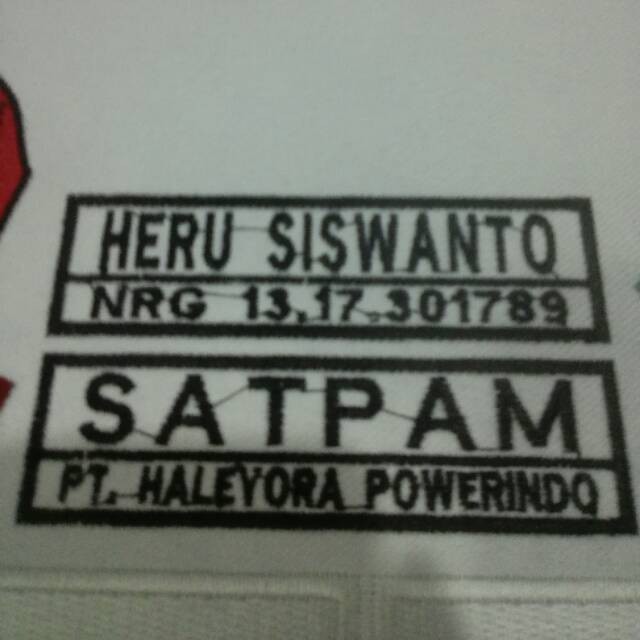 HERU SISWANTO
NRG 13.17.301789
SATPAM
PT. HALEYORA POWERINDO